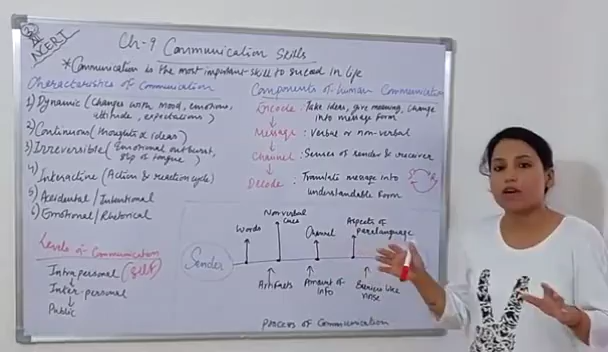 NCERT
Ch-9 Communication Skills
*Communication is the most important skill to succeed in life
Characteristics of Communication
1) Dynamic (Changes with mood, emotions,
attitude, expectations)
2) Continuous (thoughts & ideas)
3) Irreversible (Emotional outburst,
slip of tongue)
4) Interactive (Action & reaction cycle)
5) Accidental/Intentional
6) Emotional/Rhetorical
Levels of Communication
Intrapersonal (Self)
Inter-personal
Public
Components of human Communication
Encode : Take ideas, give meaning, change
into message form
Message : Verbal or non-verbal
Channel : Senses of sender & receiver
Decode : Translate message into
understandable form
Sender
Words
Non verbal
cues
Channel
Aspects of
Paralanguage
Artifacts
Amount of
info
Barriers like
noise
Process of Communication